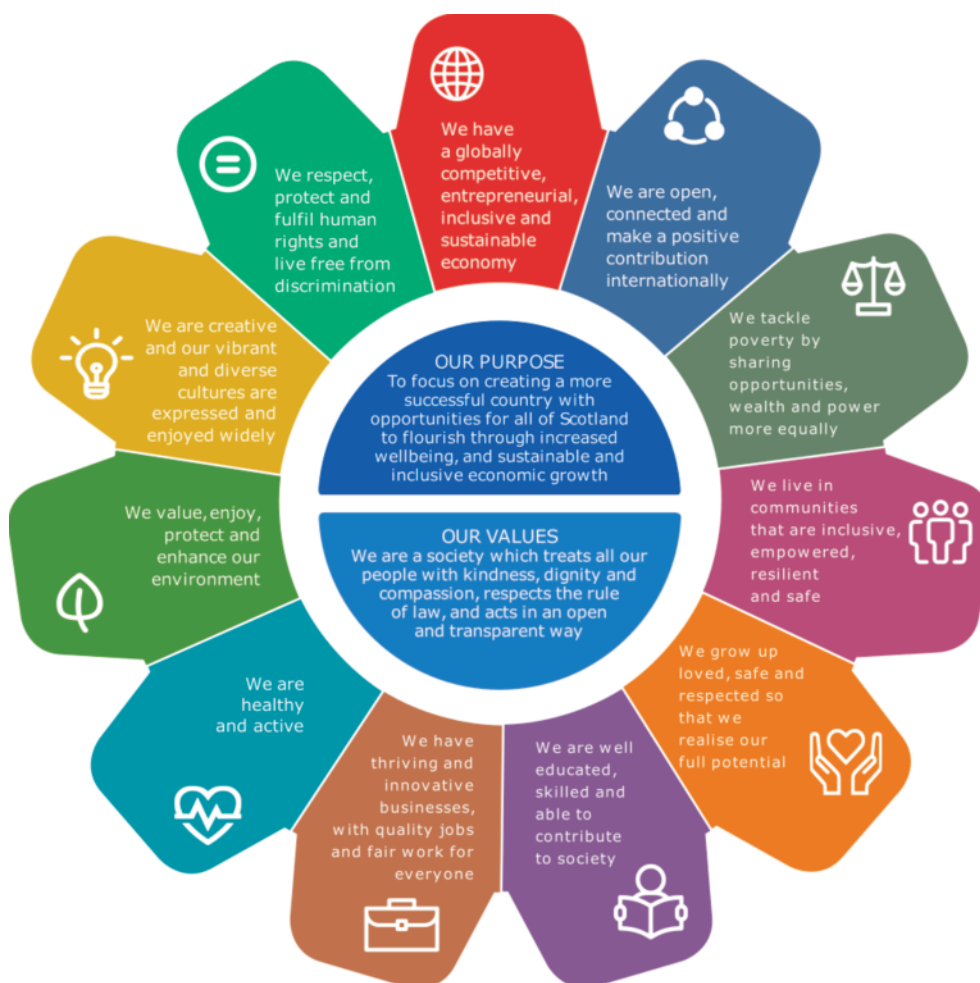 We have
a globally
competitive,
entrepreneurial,
inclusive and
sustainable
economy
We are open,
connected and
make a positive
contribution
internationally
We tackle
poverty by
sharing
opportunities,
wealth and power
more equally
We live in
communities
that are inclusive,
empowered,
resilient
and safe
We grow up
loved, safe and
respected so
that we
realise our
full potential
We are well
educated,
skilled and
able to
contribute
to society
We have
thriving and
innovative
businesses,
with quality jobs
and fair work for
everyone
We are
healthy
and active
We value, enjoy,
protect and
enhance our
environment
We are creative
and our vibrant
and diverse
cultures are
expressed and
enjoyed widely
We respect,
protect and
fulfil human
rights and
live free from
discrimination
OUR PURPOSE
To focus on creating a more
successful country with
opportunities for all of Scotland
to flourish through increased
wellbeing, and sustainable and
inclusive economic growth
OUR VALUES
We are a society which treats all our
people with kindness, dignity and
compassion, respects the rule
of law, and acts in an open
and transparent way